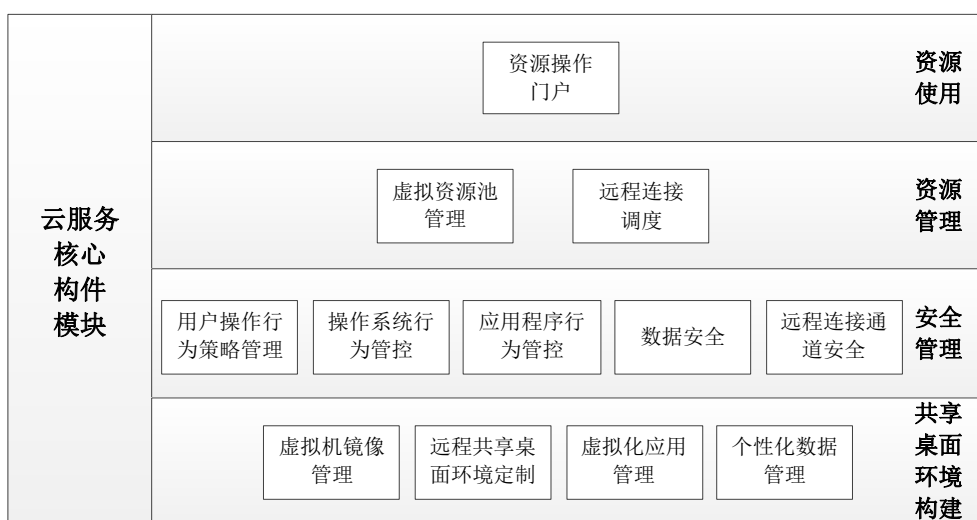 云服务
核心
构件
模块
资源操作
门户
资源
使用
虚拟资源池
管理
远程连接
调度
资源
管理
用户操作行
为策略管理
操作系统行
为管控
应用程序行
为管控
数据安全
远程连接通
道安全
安全
管理
虚拟机镜像
管理
远程共享桌
面环境定制
虚拟化应用
管理
个性化数据
管理
共享
桌面
环境
构建